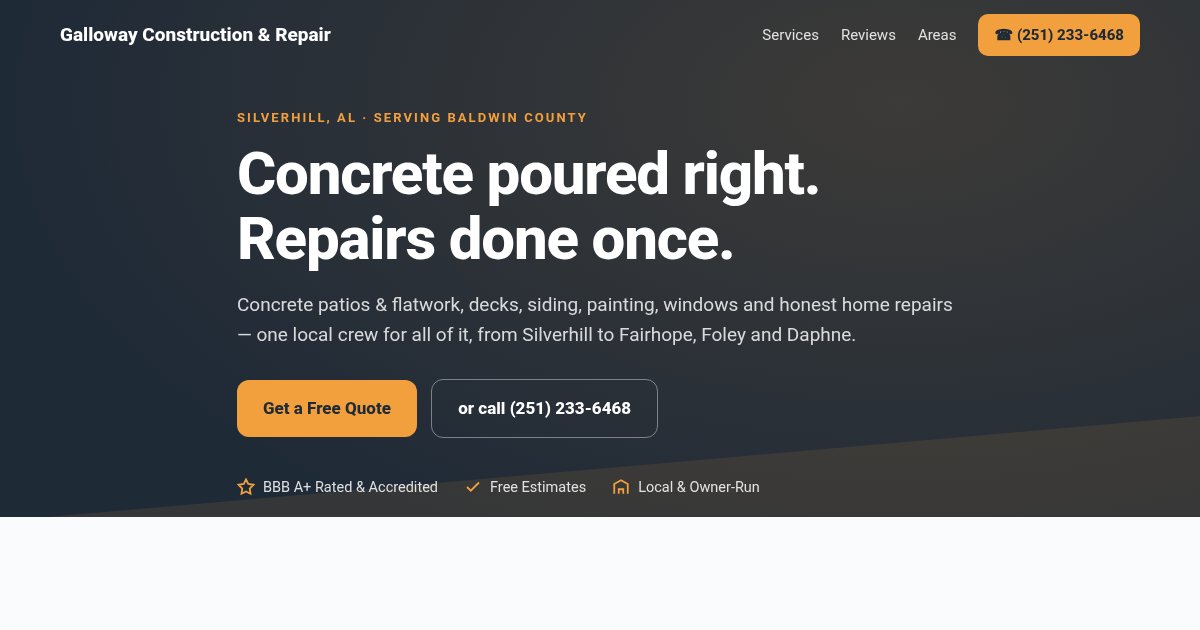 Galloway Construction & Repair
Services
Reviews
Areas
☎ (251) 233-6468
SILVERHILL, AL · SERVING BALDWIN COUNTY
Concrete poured right.
Repairs done once.
Concrete patios & flatwork, decks, siding, painting, windows and honest home repairs
— one local crew for all of it, from Silverhill to Fairhope, Foley and Daphne.
Get a Free Quote
or call (251) 233-6468
BBB A+ Rated & Accredited
Free Estimates
Local & Owner-Run